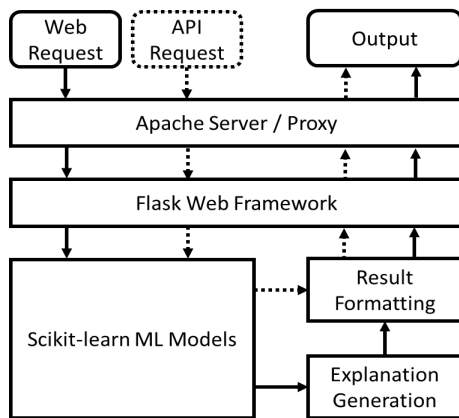 Web
Request
API
Request
Output
Apache Server / Proxy
Flask Web Framework
Scikit-learn ML Models
Result
Formatting
Explanation
Generation